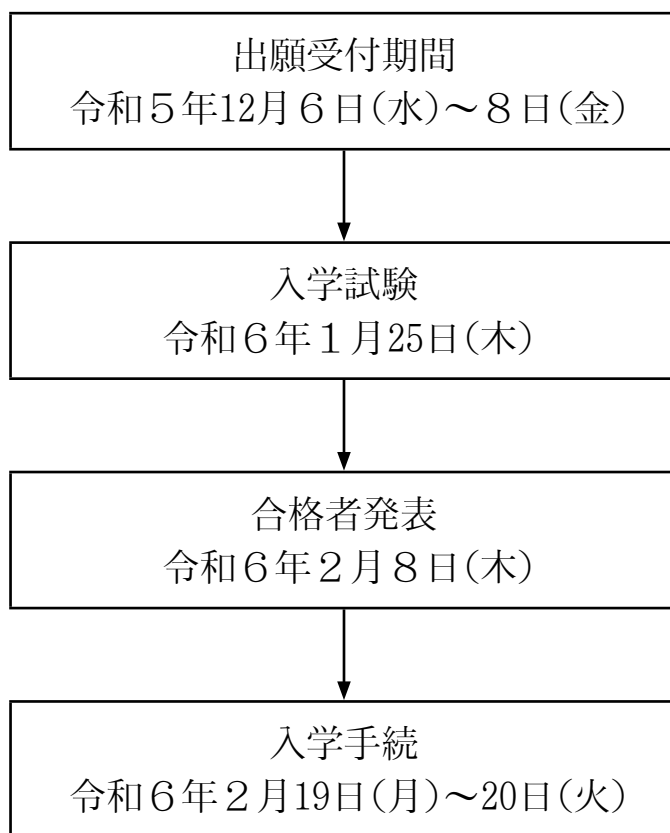 出願受付期間
令和５年12月６日(水)～８日(金)
入学試験
令和６年１月25日(木)
合格者発表
令和６年２月８日(木)
入学手続
令和６年２月19日(月)～20日(火)